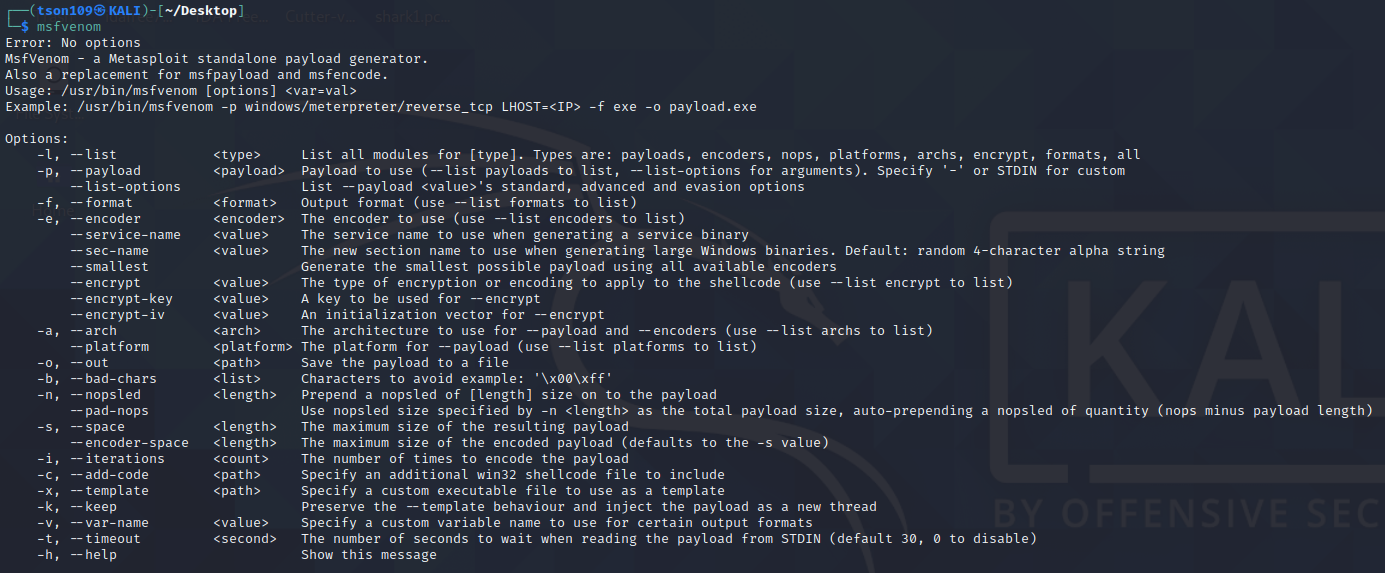 (tson109㉿KALI)-[~/Desktop]
$ msfvenom
Error: No options
MsfVenom - a Metasploit standalone payload generator.
Also a replacement for msfpayload and msfencode.
Usage: /usr/bin/msfvenom [options] <var=val>
Example: /usr/bin/msfvenom -p windows/meterpreter/reverse_tcp LHOST=<IP> -f exe -o payload.exe
Options:
-l, --list <type> List all modules for [type]. Types are: payloads, encoders, nops, platforms, archs, encrypt, formats, all
-p, --payload <payload> Payload to use (--list payloads to list, --list-options for arguments). Specify '-' or STDIN for custom
--list-options List --payload <value>'s standard, advanced and evasion options
-f, --format <format> Output format (use --list formats to list)
-e, --encoder <encoder> The encoder to use (use --list encoders to list)
--service-name <value> The service name to use when generating a service binary
--sec-name <value> The new section name to use when generating large Windows binaries. Default: random 4-character alpha string
--smallest Generate the smallest possible payload using all available encoders
--encrypt <value> The type of encryption or encoding to apply to the shellcode (use --list encrypt to list)
--encrypt-key <value> A key to be used for --encrypt
--encrypt-iv <value> An initialization vector for --encrypt
-a, --arch <arch> The architecture to use for --payload and --encoders (use --list archs to list)
--platform <platform> The platform for --payload (use --list platforms to list)
-o, --out <path> Save the payload to a file
-b, --bad-chars <list> Characters to avoid example: '\x00\xff'
-n, --nopsled <length> Prepend a nopsled of [length] size on to the payload
--pad-nops Use nopsled size specified by -n <length> as the total payload size, auto-prepending a nopsled of quantity (nops minus payload length)
-s, --space <length> The maximum size of the resulting payload
--encoder-space <length> The maximum size of the encoded payload (defaults to the -s value)
-i, --iterations <count> The number of times to encode the payload
-c, --add-code <path> Specify an additional win32 shellcode file to include
-x, --template <path> Specify a custom executable file to use as a template
-k, --keep Preserve the --template behaviour and inject the payload as a new thread
-v, --var-name <value> Specify a custom variable name to use for certain output formats
-t, --timeout <second> The number of seconds to wait when reading the payload from STDIN (default 30, 0 to disable)
-h, --help Show this message
KAL
BY OFFENSIVE SEC